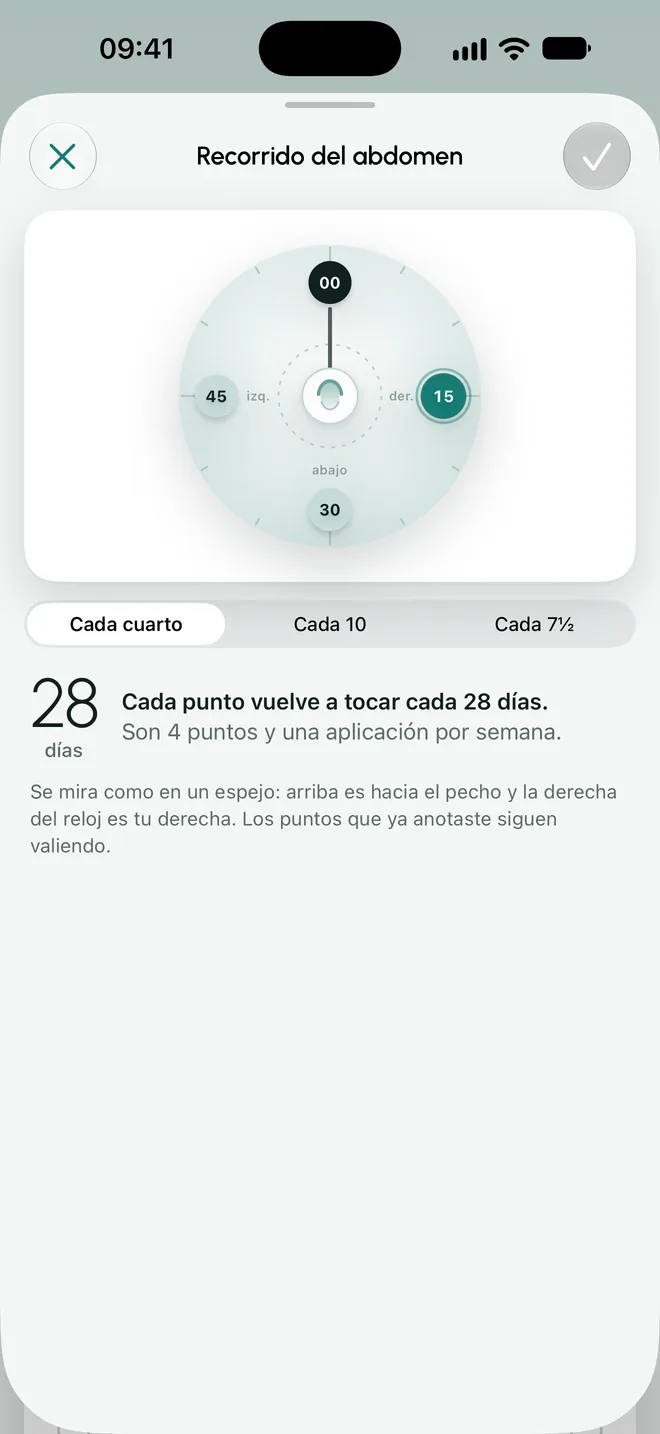 09:41
Recorrido del abdomen
00
45 izq. der. 15
abajo
30
Cada cuarto Cada 10 Cada 7½
28 días
Cada punto vuelve a tocar cada 28 días.
Son 4 puntos y una aplicación por semana.
Se mira como en un espejo: arriba es hacia el pecho y la derecha
del reloj es tu derecha. Los puntos que ya anotaste siguen
valiendo.